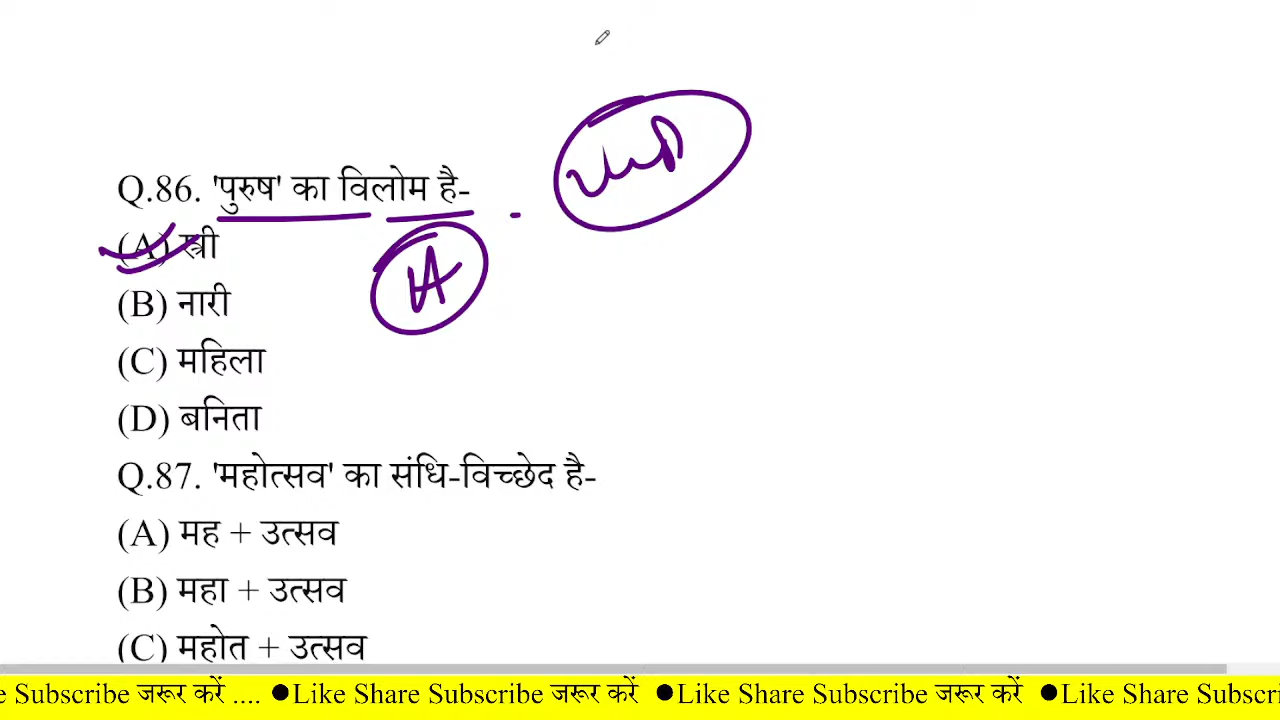 Q.86. 'पुरुष' का विलोम है-
(A) स्त्री
A
(B) नारी
(C) महिला
(D) बनिता
Q.87. 'महोत्सव' का संधि-विच्छेद है-
(A) मह + उत्सव
(B) महा + उत्सव
(C) महोत + उत्सव
Subscribe जरूर करें .... ●Like Share Subscribe जरूर करें ●Like Share Subscribe जरूर करें ●Like Share